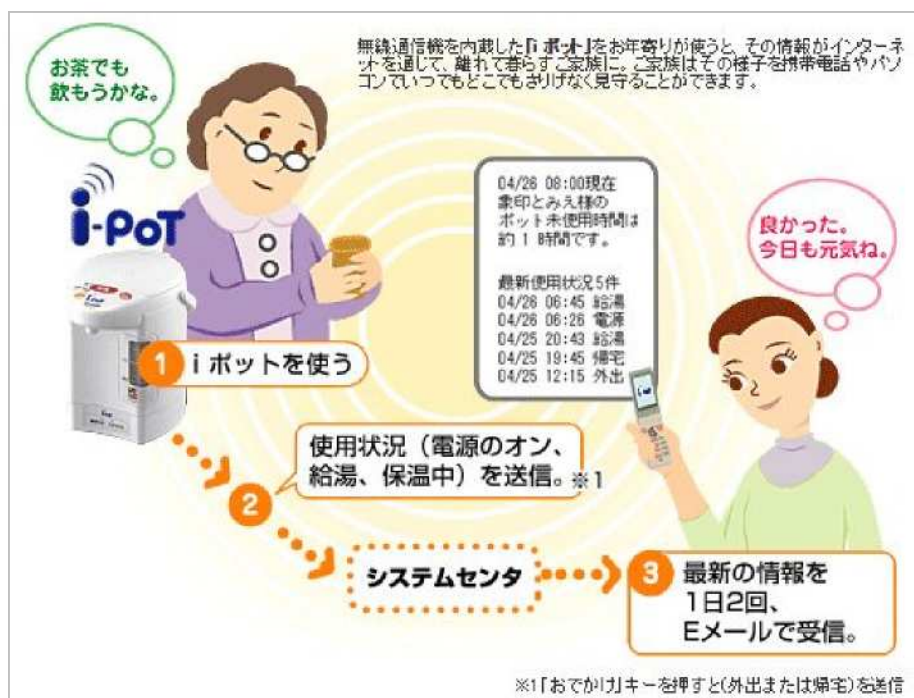 無線通信機を内蔵した「i ポット」をお年寄りが使うと、その情報がインターネ
ットを通じて、離れて暮らすご家族に。ご家族はその様子を携帯電話やパソ
コンでいつでもどこでもさりげなく見守ることができます。
お茶でも
飲もうかな。
i-PoT
04/26 08:00現在
象印とみえ様の
ポット未使用時間は
約1時間です。
最新使用状況5件
04/26 06:45 給湯
04/26 06:26 電源
04/25 20:43 給湯
04/25 19:45 帰宅
04/25 12:15 外出
良かった。
今日も元気ね。
1 i ポットを使う
使用状況(電源のオン、
給湯、保温中)を送信。※1
2
システムセンタ
3 最新の情報を
1日2回、
Eメールで受信。
※1「おでかけ」キーを押すと(外出または帰宅)を送信